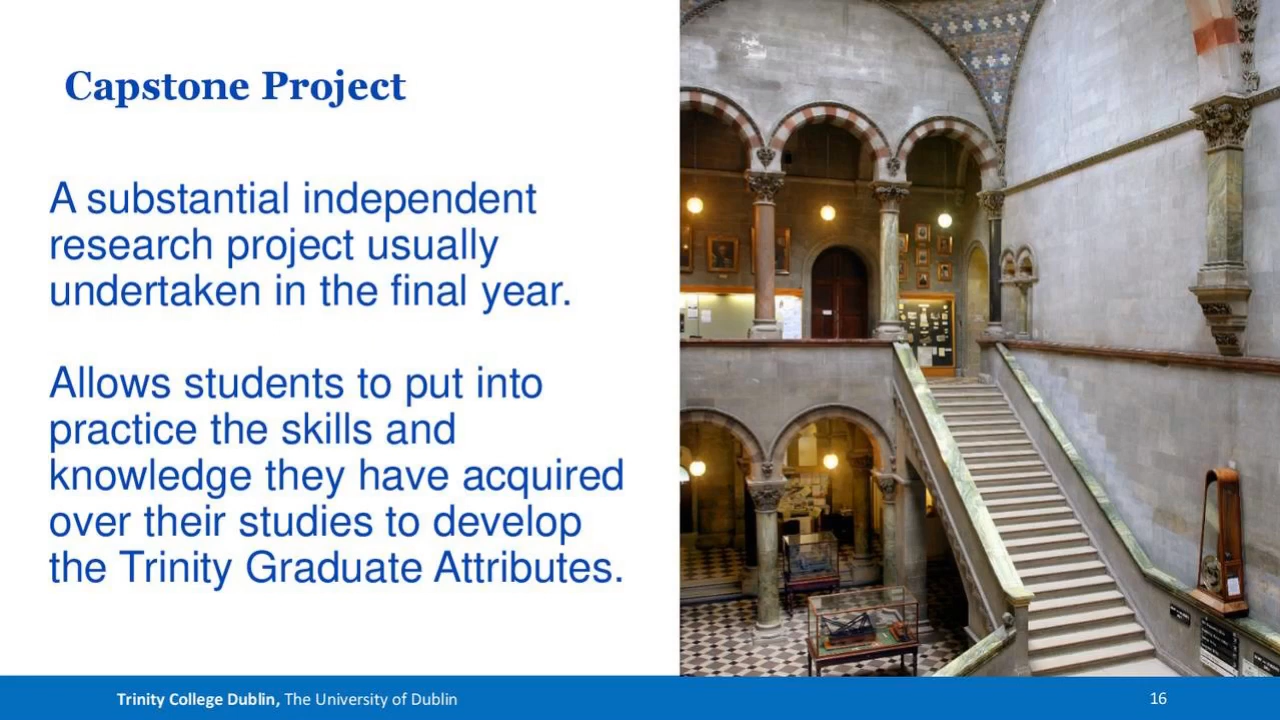 Capstone Project
A substantial independent
research project usually
undertaken in the final year.
Allows students to put into
practice the skills and
knowledge they have acquired
over their studies to develop
the Trinity Graduate Attributes.
Trinity College Dublin, The University of Dublin
16